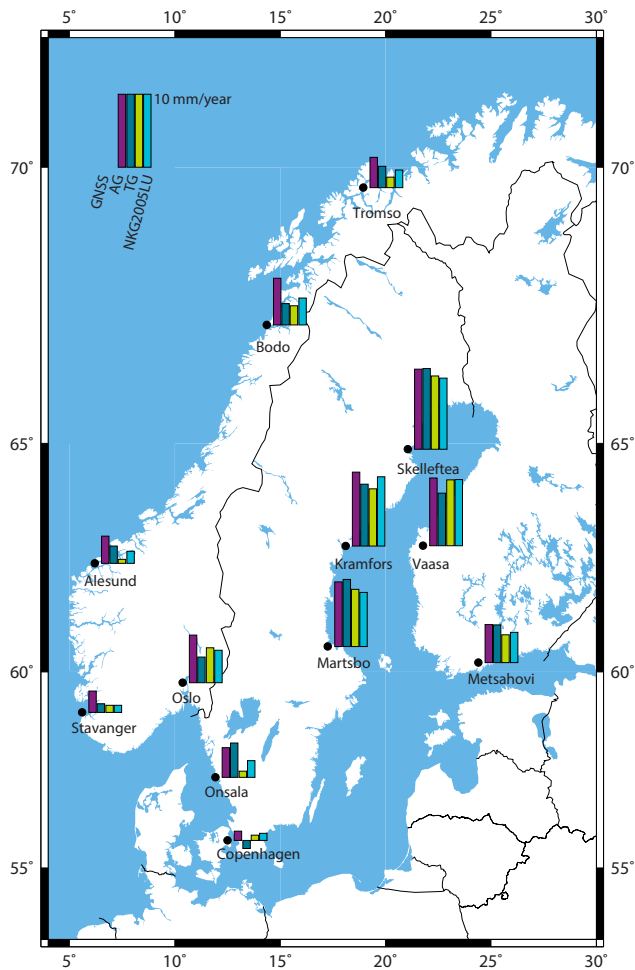 5° 10° 15° 20° 25° 30°
10 mm/year
GNSS
AG
TG
NKG2005LU
70°
70°
Tromso
Bodo
65°
65°
Skelleftea
Kramfors
Vaasa
Alesund
Martsbo
60°
60°
Metsahovi
Oslo
Stavanger
Onsala
Copenhagen
55°
55°
5° 10° 15° 20° 25° 30°